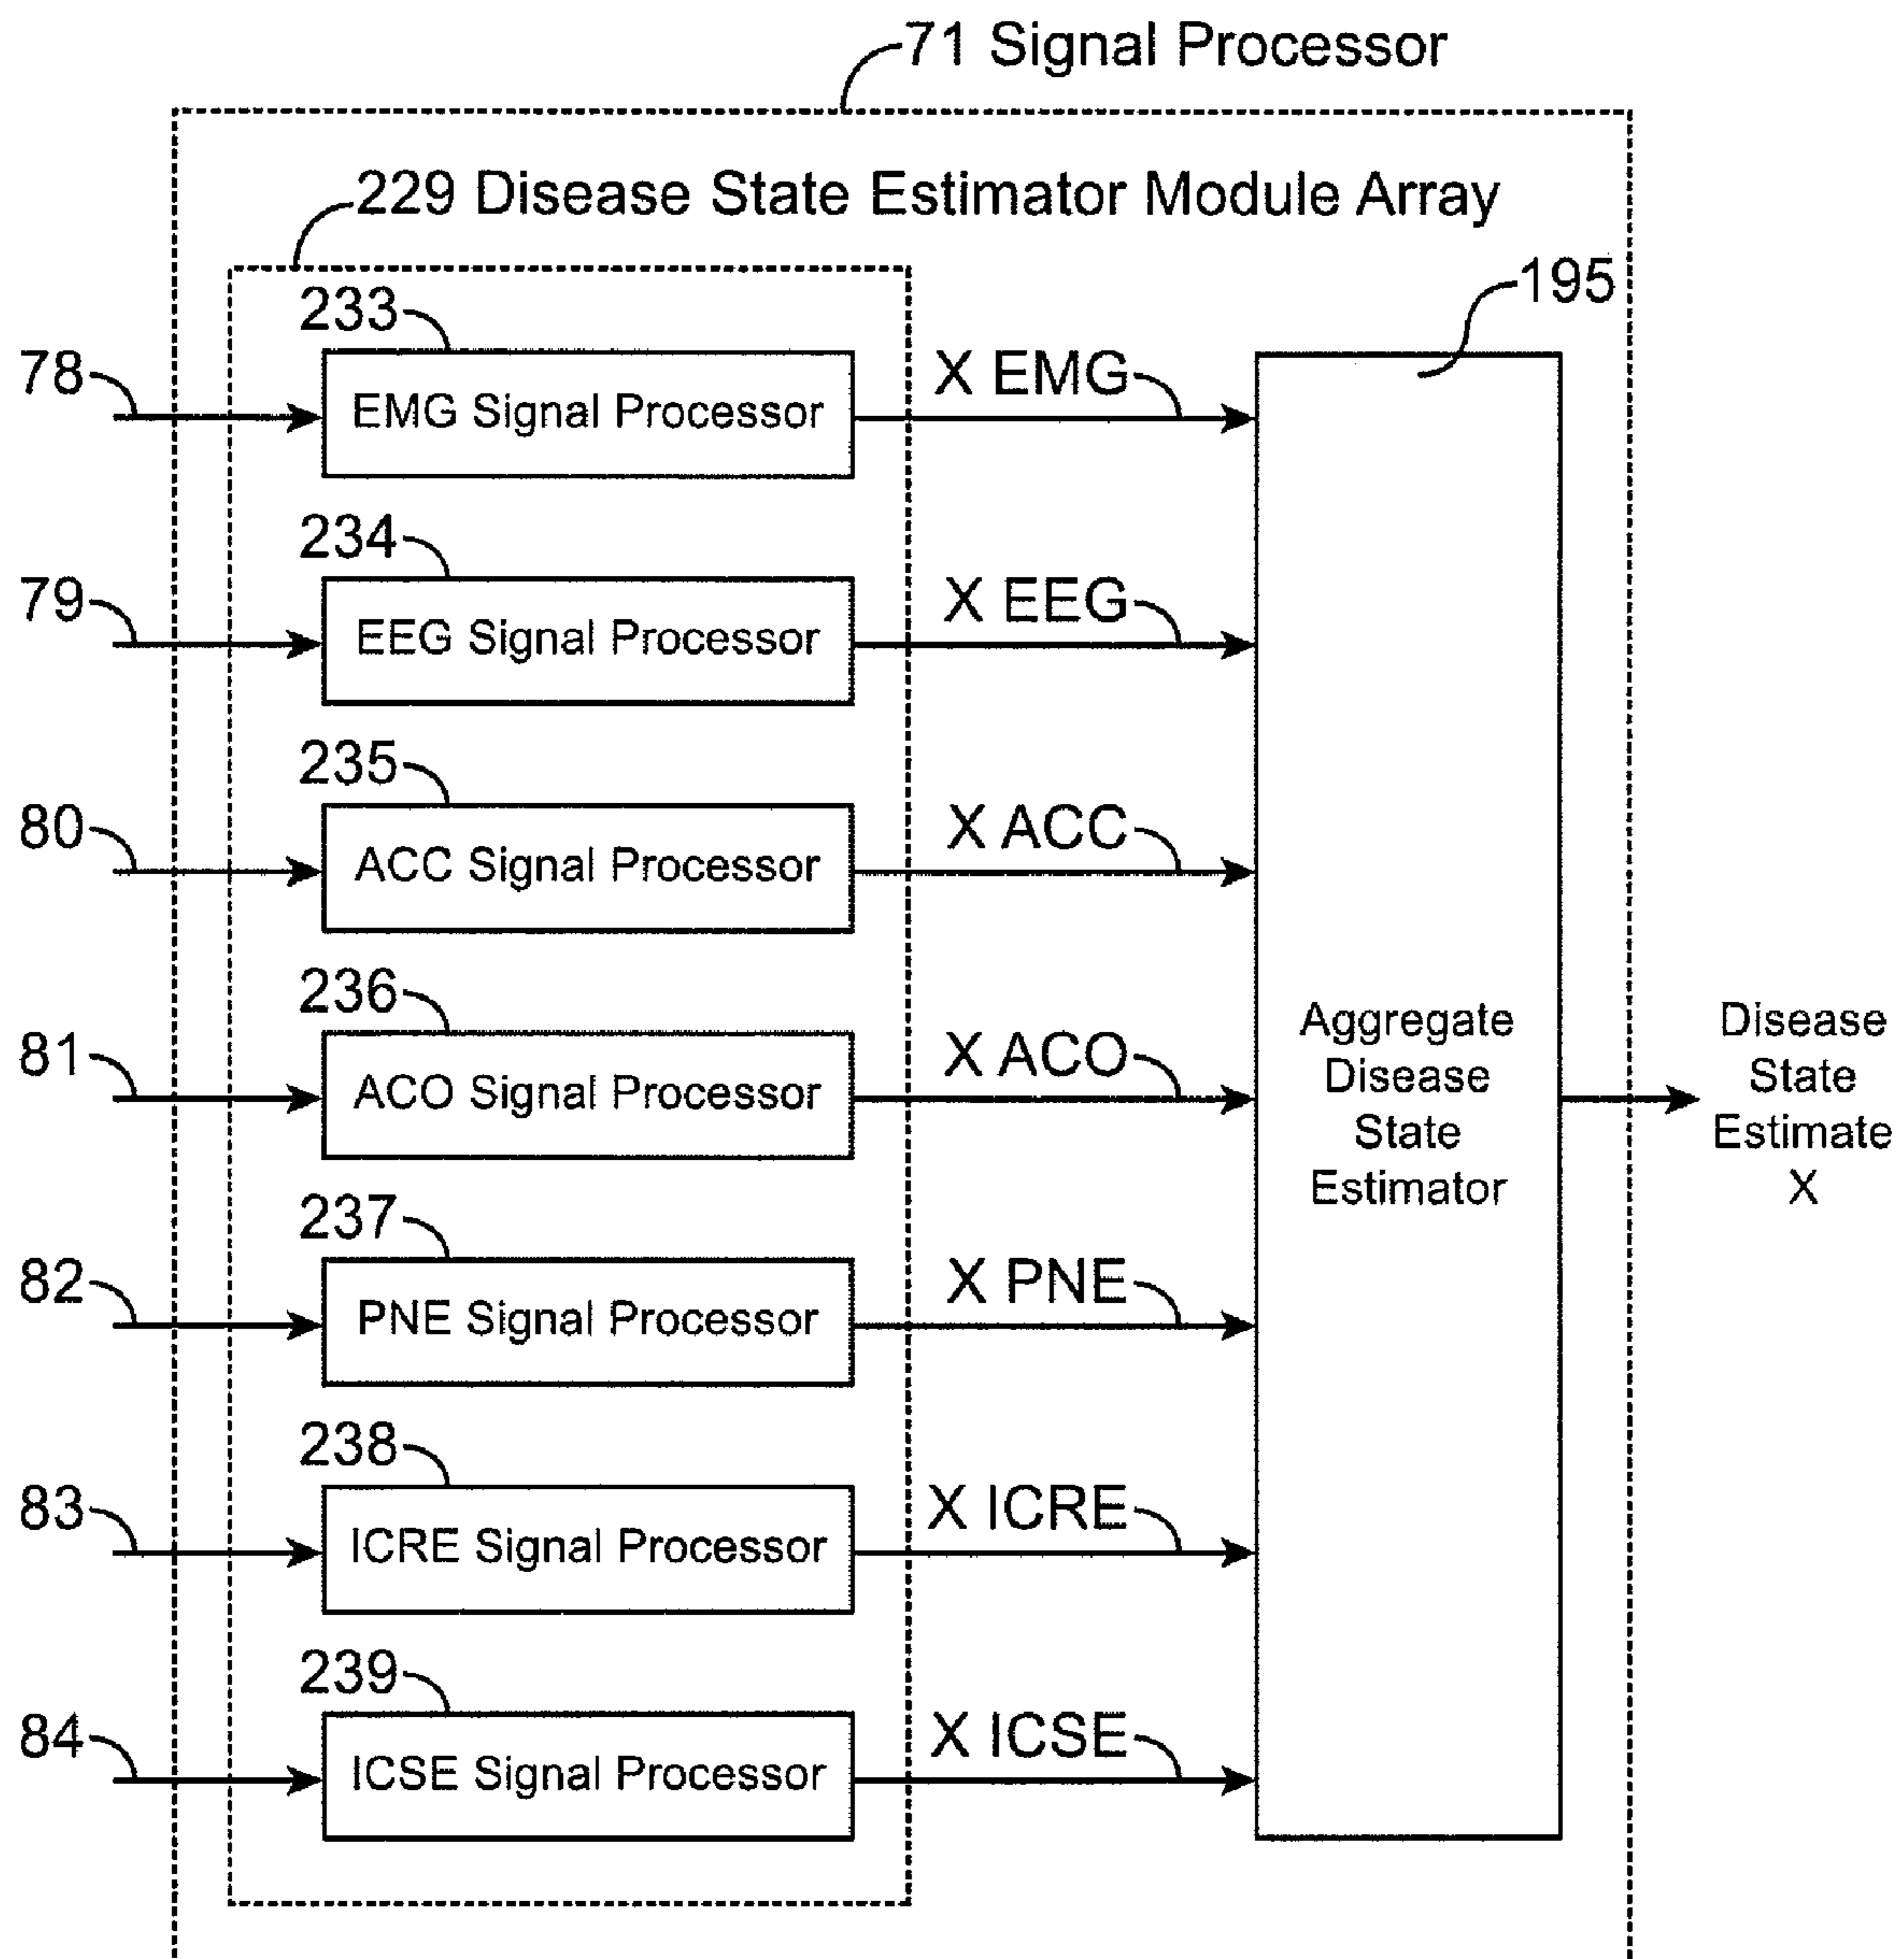 71 Signal Processor
229 Disease State Estimator Module Array
195
233
78
EMG Signal Processor
X EMG
234
79
EEG Signal Processor
X EEG
235
80
ACC Signal Processor
X ACC
236
81
ACO Signal Processor
X ACO
Aggregate
Disease
State
Estimator
Disease
State
Estimate
X
237
82
PNE Signal Processor
X PNE
238
83
ICRE Signal Processor
X ICRE
239
84
ICSE Signal Processor
X ICSE